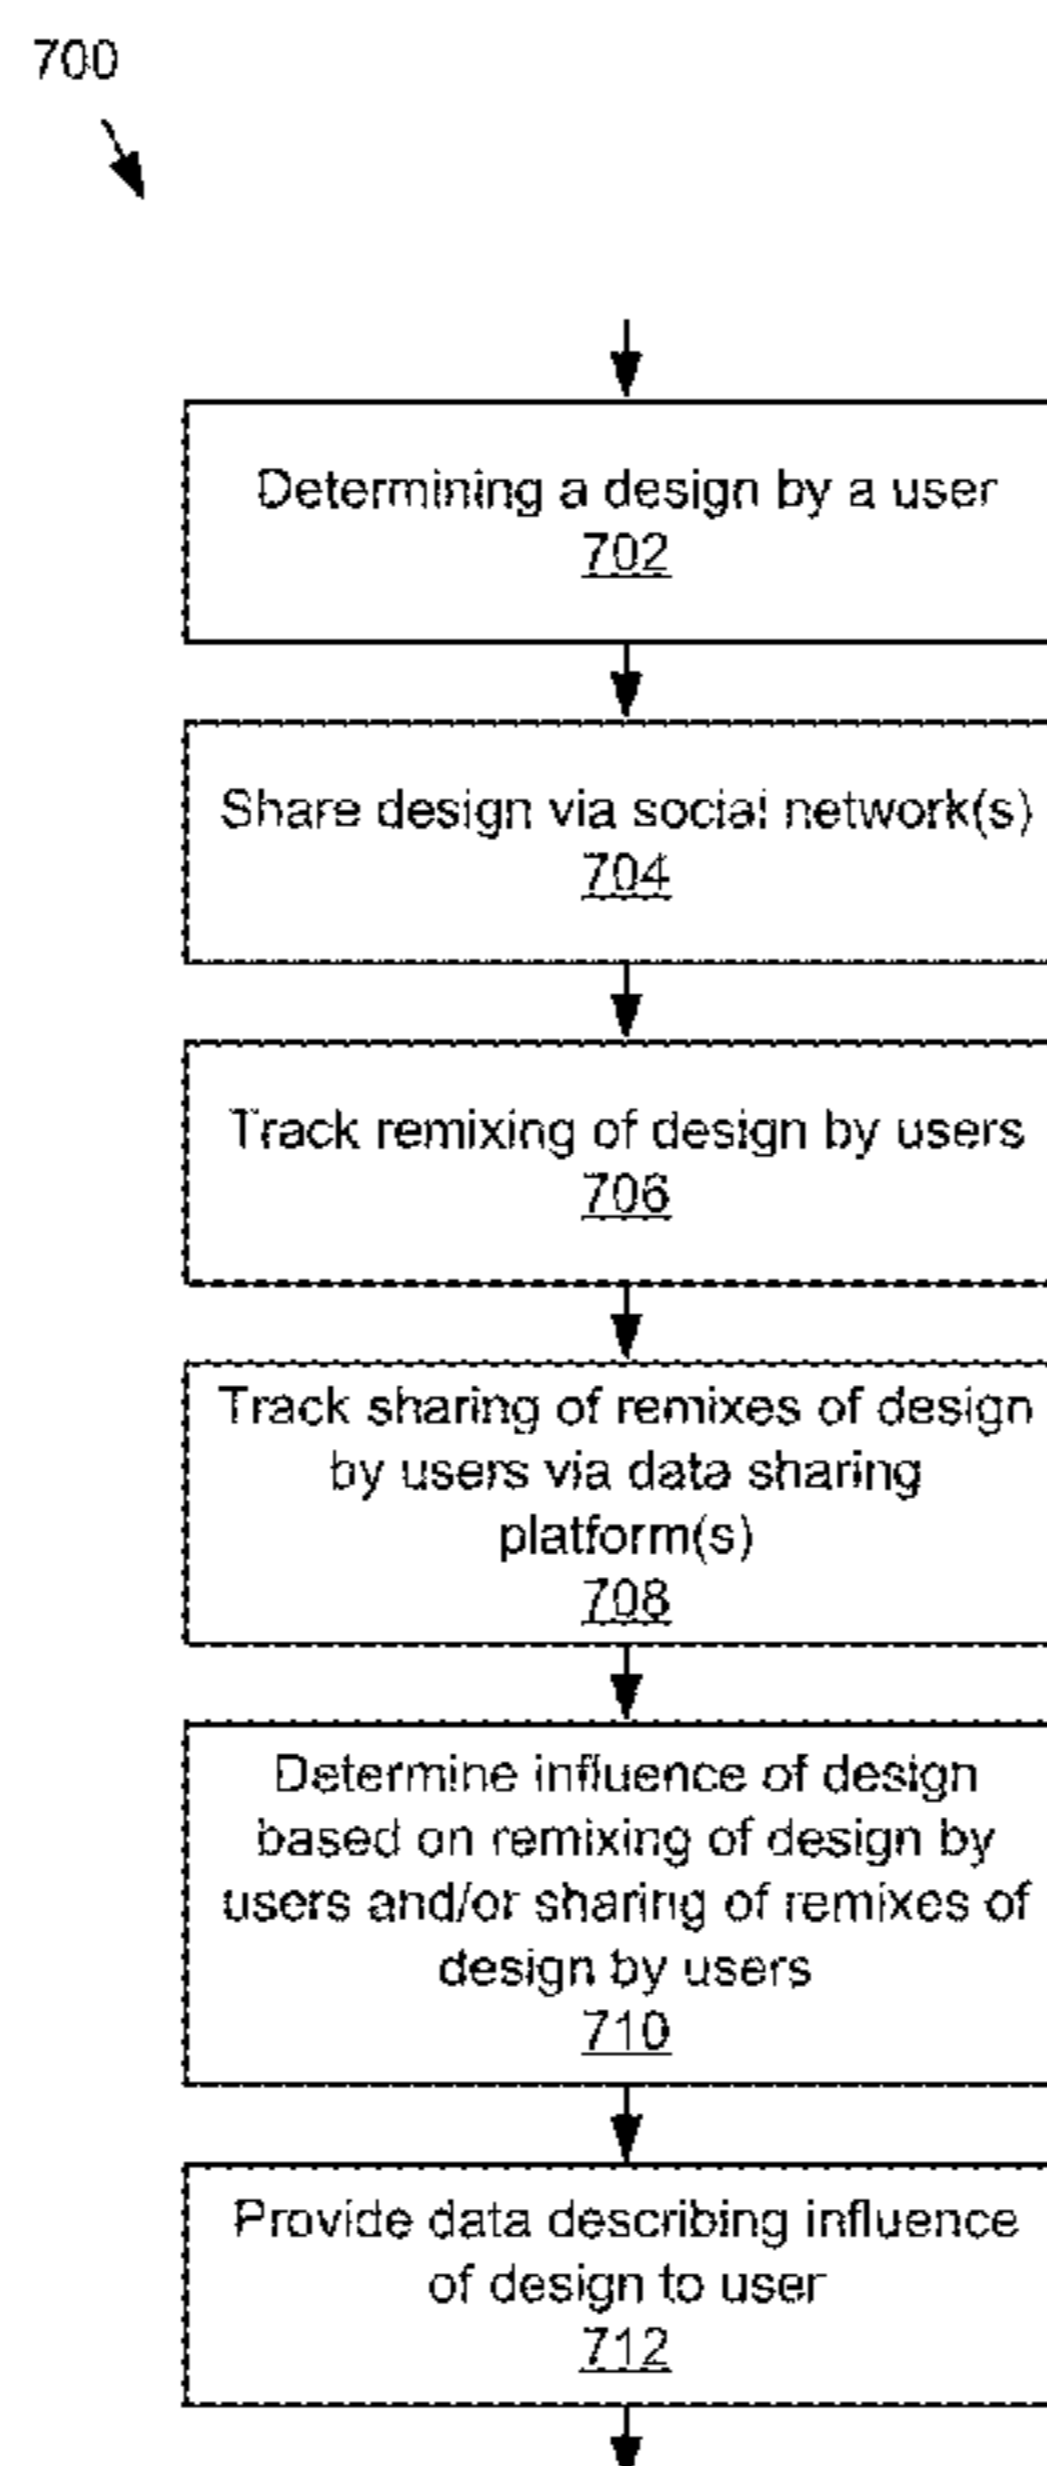 700
Determining a design by a user
702
Share design via social network(s)
704
Track remixing of design by users
706
Track sharing of remixes of design
by users via data sharing
platform(s)
708
Determine influence of design
based on remixing of design by
users and/or sharing of remixes of
design by users
710
Provide data describing influence
of design to user
712